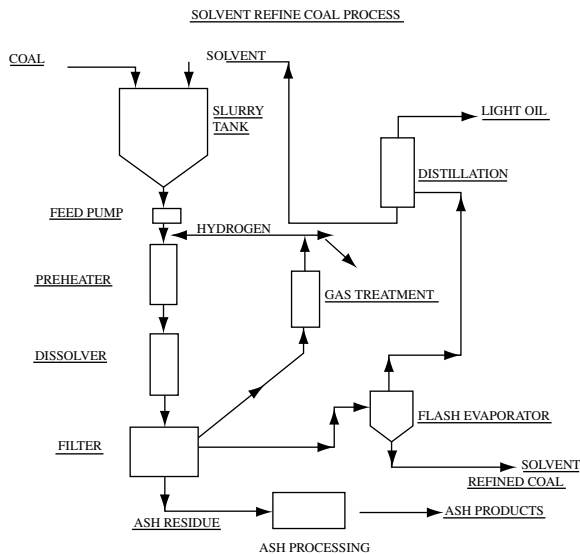 SOLVENT REFINE COAL PROCESS
COAL
SOLVENT
SLURRY
TANK
LIGHT OIL
DISTILLATION
FEED PUMP
HYDROGEN
PREHEATER
GAS TREATMENT
DISSOLVER
FLASH EVAPORATOR
FILTER
SOLVENT
REFINED COAL
ASH RESIDUE
ASH PRODUCTS
ASH PROCESSING